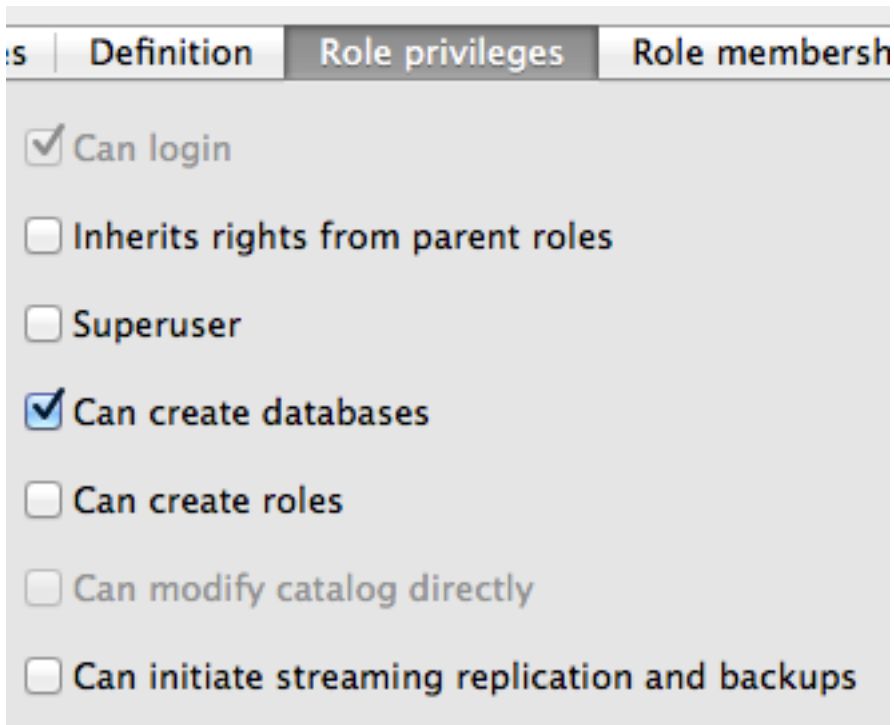 es Definition Role privileges Role membersh
Can login
Inherits rights from parent roles
Superuser
Can create databases
Can create roles
Can modify catalog directly
Can initiate streaming replication and backups